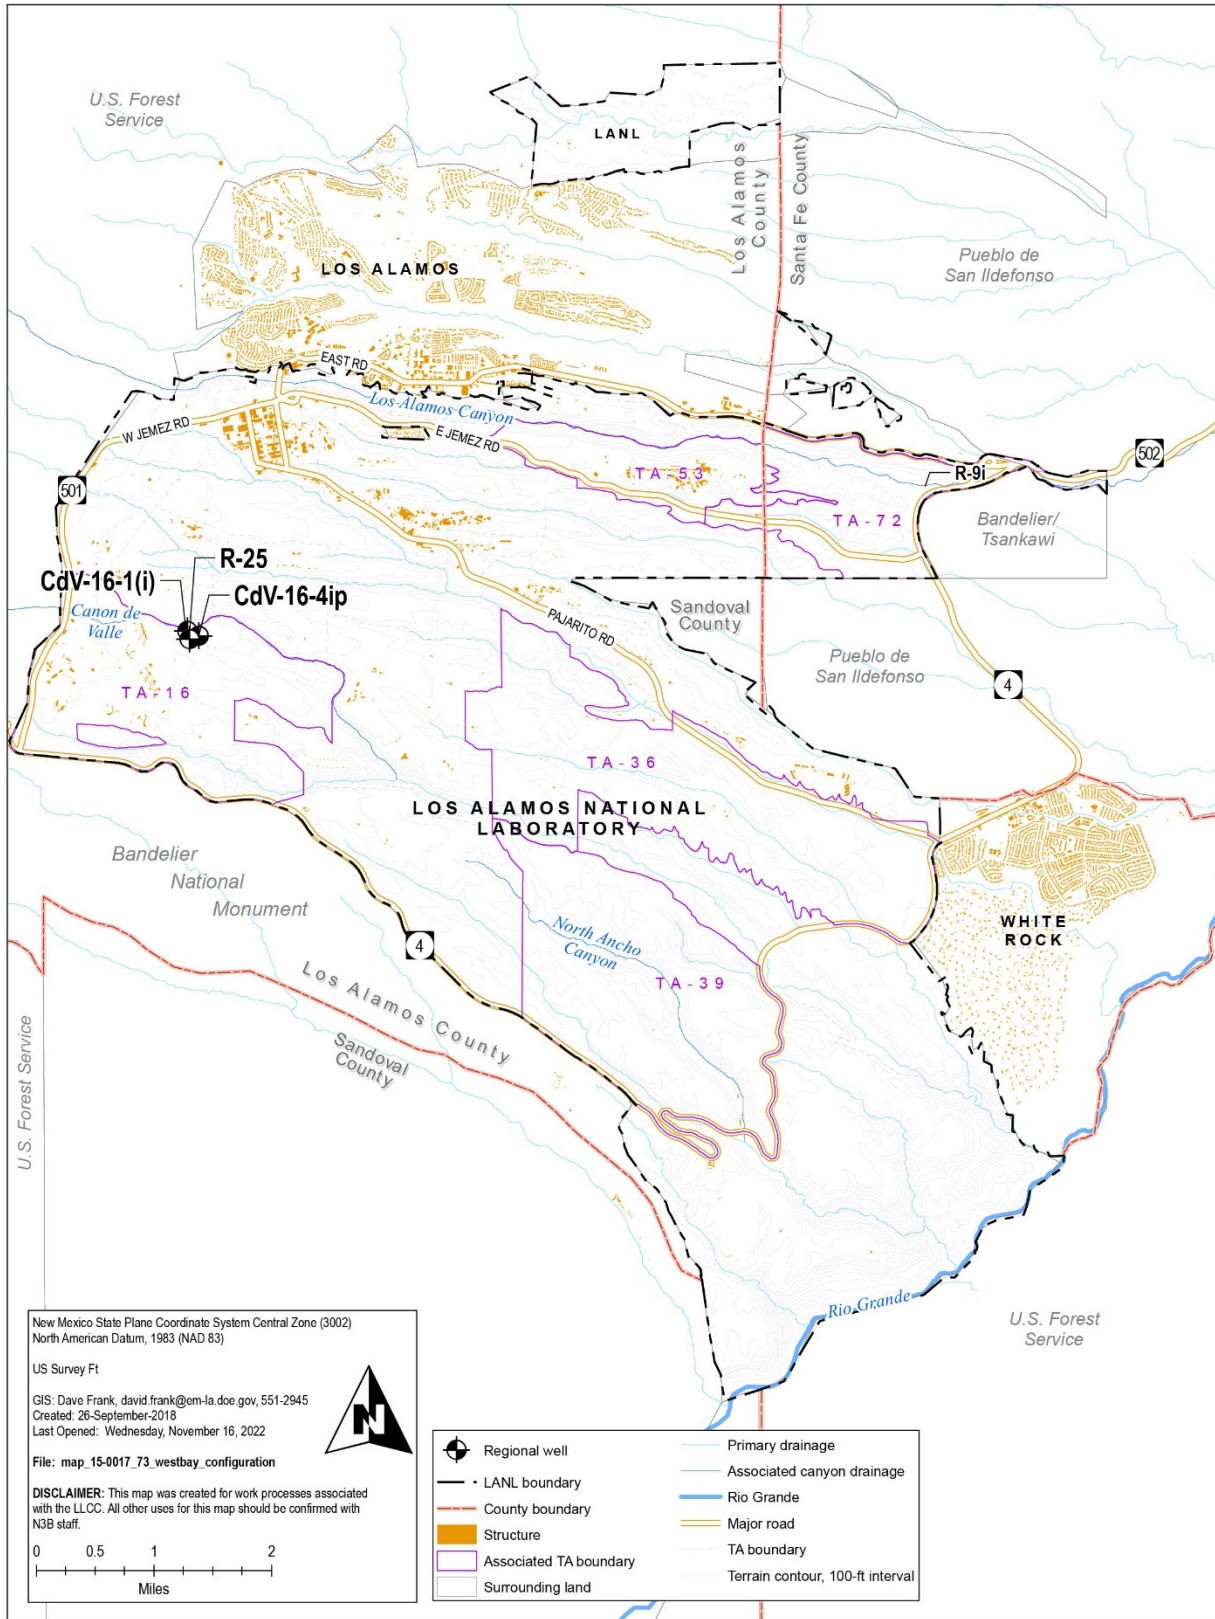 U.S. Forest
Service
LANL
Los Alamos
County
Santa Fe County
Pueblo de
San Ildefonso
LOS ALAMOS
EAST RD
Los Alamos Canyon
W JEMEZ RD
E JEMEZ RD
502
501
TA-53
R-9i
TA-72
Bandelier/
Tsankawi
R-25
CdV-16-1(i)
CdV-16-4ip
Canon de
Valle
Sandoval
County
PAJARITO RD
Pueblo de
San Ildefonso
4
TA-16
TA-36
LOS ALAMOS NATIONAL
LABORATORY
Bandelier
National
Monument
WHITE
ROCK
North Ancho
Canyon
4
TA-39
Los Alamos County
Sandoval
County
U.S. Forest Service
Rio Grande
U.S. Forest
Service
New Mexico State Plane Coordinate System Central Zone (3002)
North American Datum, 1983 (NAD 83)
US Survey Ft
GIS: Dave Frank, david.frank@em-la.doe.gov, 551-2945
Created: 26-September-2018
Last Opened: Wednesday, November 16, 2022
N
File: map_15-0017_73_westbay_configuration
DISCLAIMER: This map was created for work processes associated
with the LLCC. All other uses for this map should be confirmed with
N3B staff.
0 0.5 1 2
Miles
Regional well
LANL boundary
County boundary
Structure
Associated TA boundary
Surrounding land
Primary drainage
Associated canyon drainage
Rio Grande
Major road
TA boundary
Terrain contour, 100-ft interval